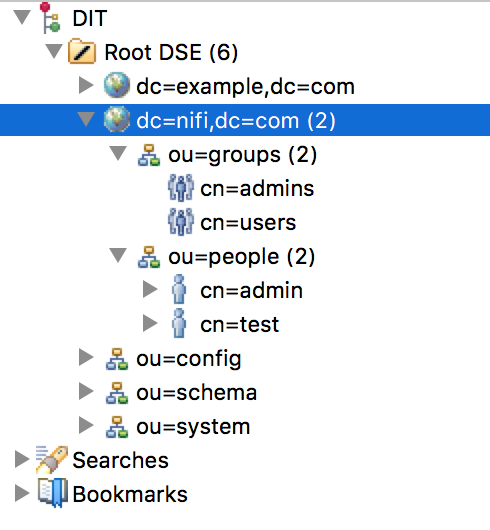 DIT
Root DSE (6)
dc=example,dc=com
dc=nifi,dc=com (2)
ou=groups (2)
cn=admins
cn=users
ou=people (2)
cn=admin
cn=test
ou=config
ou=schema
ou=system
Searches
Bookmarks